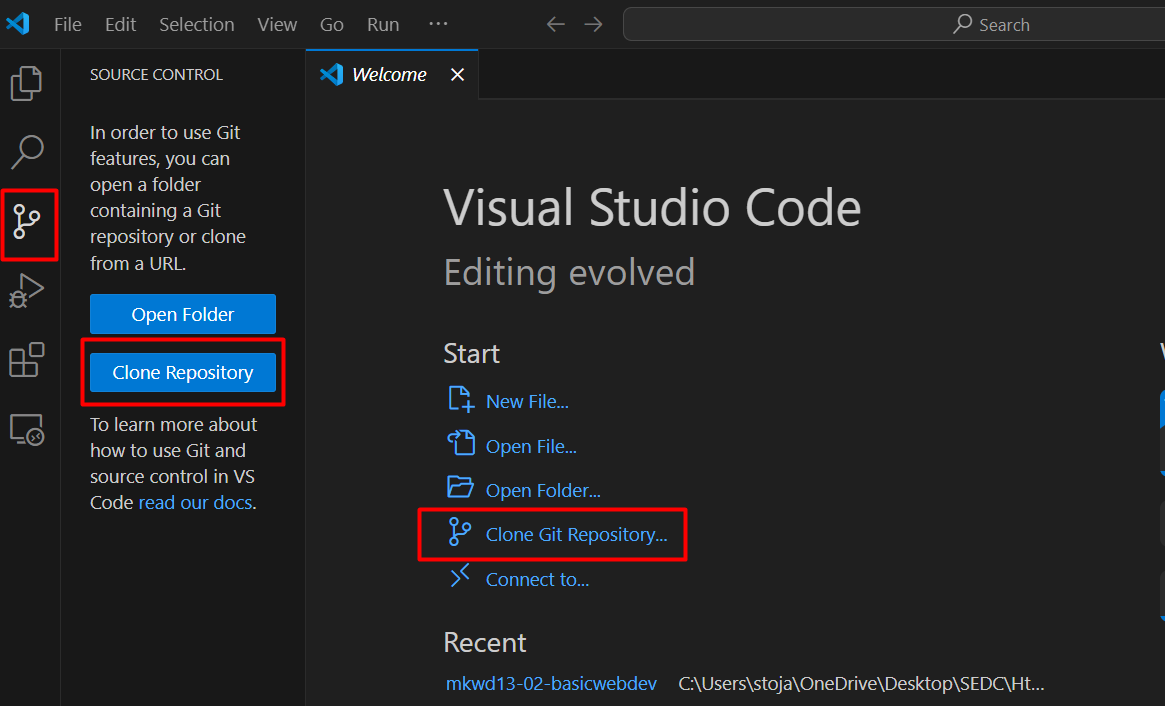 File Edit Selection View Go Run ··· Search
SOURCE CONTROL
Welcome
In order to use Git
features, you can
open a folder
containing a Git
repository or clone
from a URL.
Open Folder
Clone Repository
To learn more about
how to use Git and
source control in VS
Code read our docs.
Visual Studio Code
Editing evolved
Start
New File...
Open File...
Open Folder...
Clone Git Repository...
Connect to...
Recent
mkwd13-02-basicwebdev C:\Users\stoja\OneDrive\Desktop\SEDC\Ht...